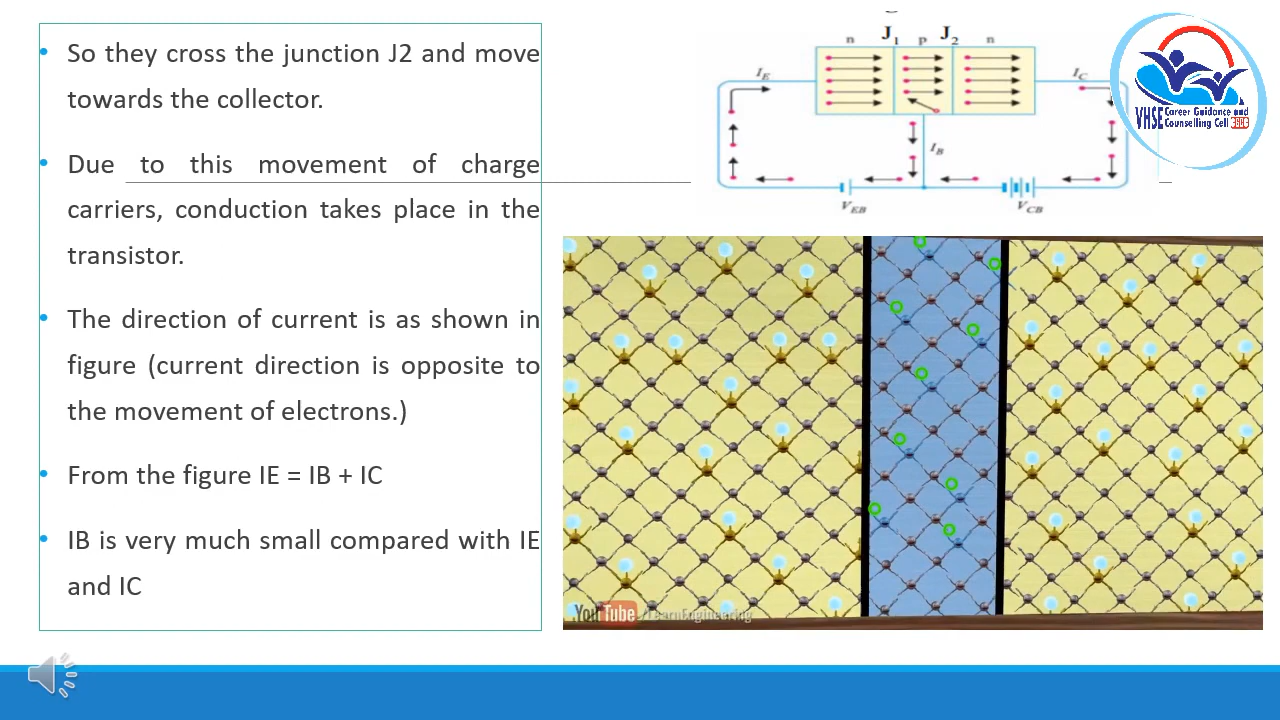 • So they cross the junction J2 and move
towards the collector.
• Due to this movement of charge
carriers, conduction takes place in the
transistor.
• The direction of current is as shown in
figure (current direction is opposite to
the movement of electrons.)
• From the figure IE = IB + IC
• IB is very much small compared with IE
and IC
n J1 p J2 n
IE
IC
IB
VEB
VCB
VHSE Career Guidance and
Counselling Cell
YouTube /LearnEngineering